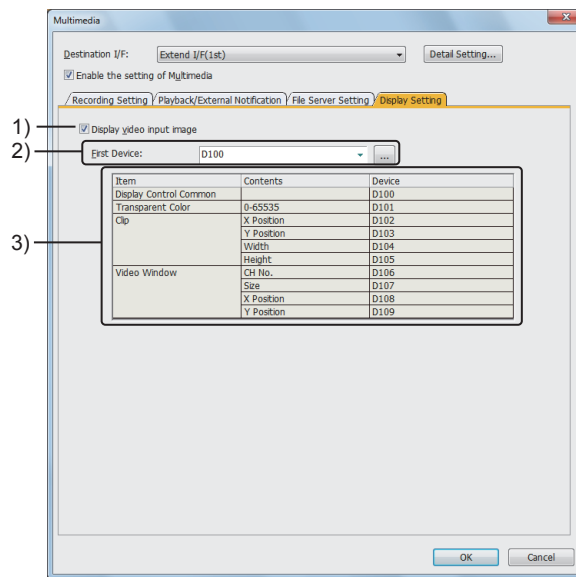 Multimedia
Destination I/F: Extend I/F(1st) Detail Setting...
Enable the setting of Multimedia
Recording Setting Playback/External Notification File Server Setting Display Setting
1) Display video input image
2) First Device: D100 ...
3)
Item Contents Device
Display Control Common D100
Transparent Color 0-65535 D101
Clip X Position D102
Y Position D103
Width D104
Height D105
Video Window CH No. D106
Size D107
X Position D108
Y Position D109
OK Cancel